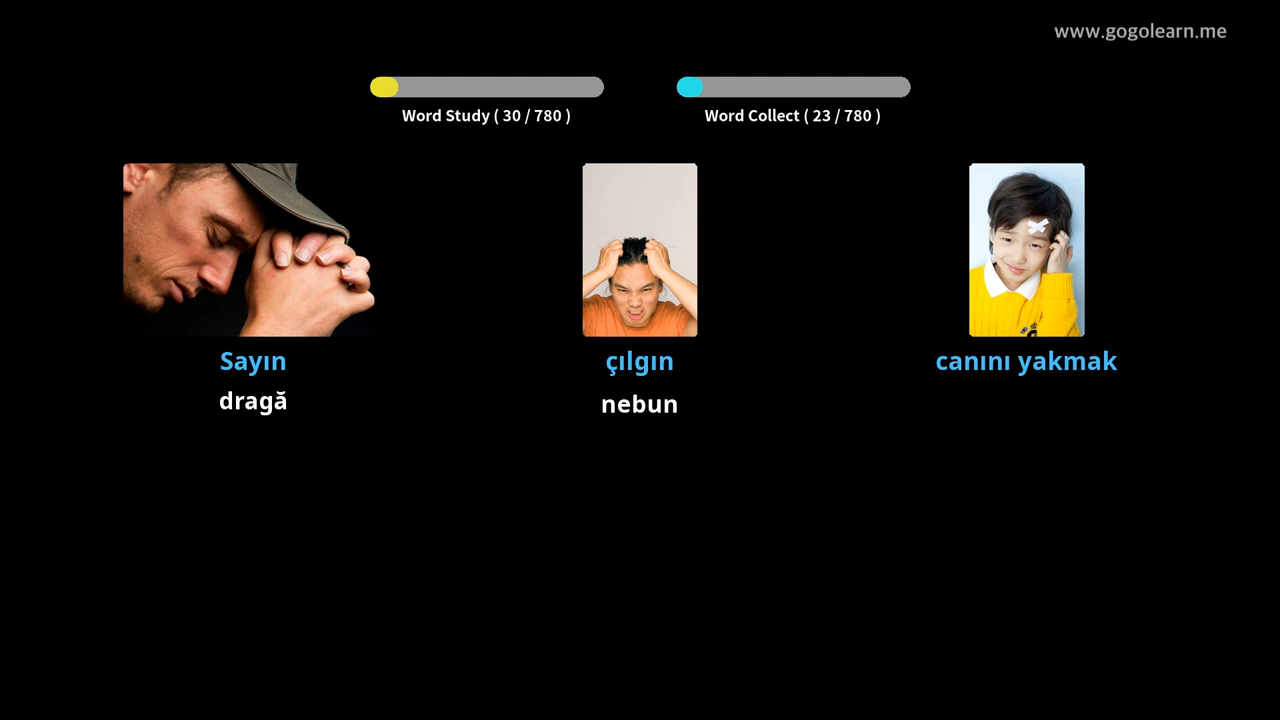 www.gogolearn.me
Word Study ( 30 / 780 )
Word Collect ( 23 / 780 )
Sayın
çılgın
canını yakmak
dragă
nebun